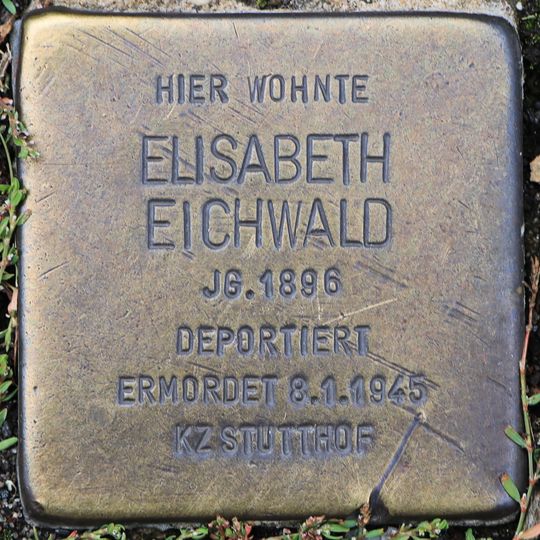 HIER WOHNTE
ELISABETH
EICHWALD
JG. 1896
DEPORTIERT
ERMORDET 8.1.1945
KZ STUTTHOF